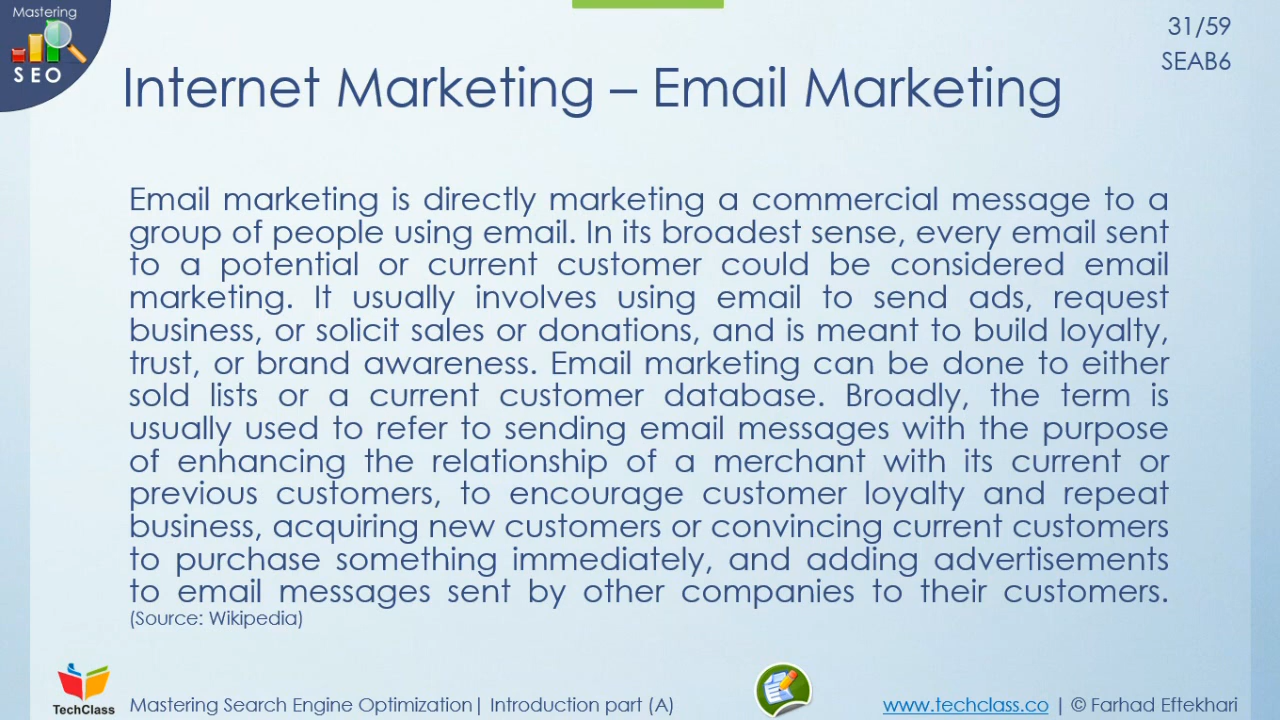 Mastering
SEO
31/59
SEAB6
Internet Marketing – Email Marketing
Email marketing is directly marketing a commercial message to a
group of people using email. In its broadest sense, every email sent
to a potential or current customer could be considered email
marketing. It usually involves using email to send ads, request
business, or solicit sales or donations, and is meant to build loyalty,
trust, or brand awareness. Email marketing can be done to either
sold lists or a current customer database. Broadly, the term is
usually used to refer to sending email messages with the purpose
of enhancing the relationship of a merchant with its current or
previous customers, to encourage customer loyalty and repeat
business, acquiring new customers or convincing current customers
to purchase something immediately, and adding advertisements
to email messages sent by other companies to their customers.
(Source: Wikipedia)
TechClass
Mastering Search Engine Optimization| Introduction part (A)
www.techclass.co | © Farhad Eftekhari